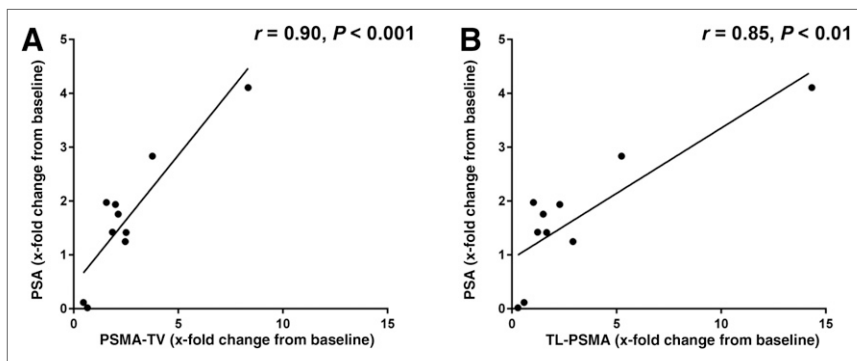 A
r = 0.90, P < 0.001
PSA (x-fold change from baseline)
5
4
3
2
1
0
0 5 10 15
PSMA-TV (x-fold change from baseline)
B
r = 0.85, P < 0.01
PSA (x-fold change from baseline)
5
4
3
2
1
0
0 5 10 15
TL-PSMA (x-fold change from baseline)